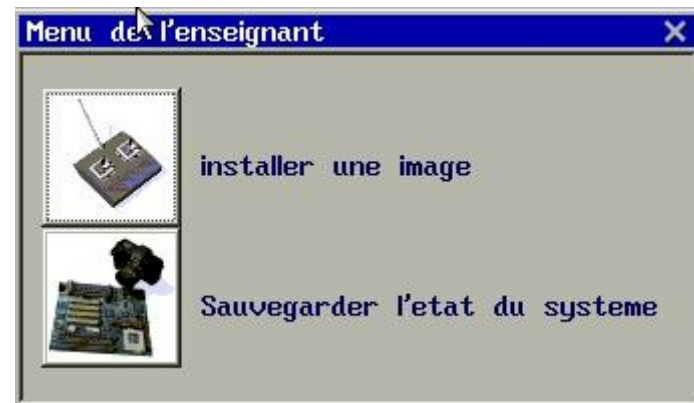 Menu de l'enseignant
installer une image
Sauvegarder l'etat du systeme